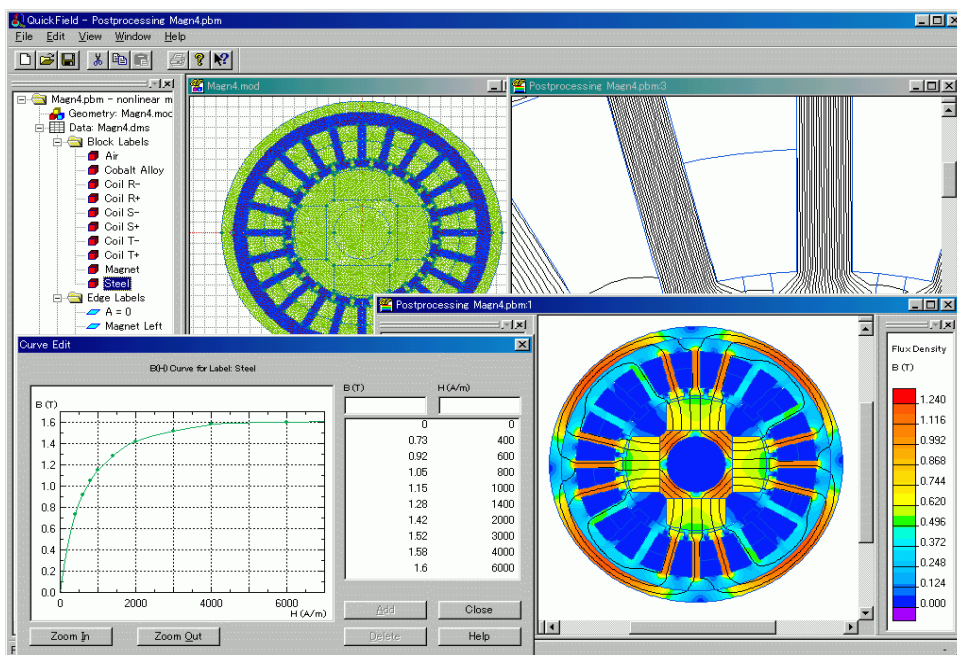 QuickField - Postprocessing Magn4.pbm
File Edit View Window Help
Magn4.pbm - nonlinear m
Geometry: Magn4.moc
Data: Magn4.dms
Block Labels
Air
Cobalt Alloy
Coil R-
Coil R+
Coil S-
Coil S+
Coil T-
Coil T+
Magnet
Steel
Edge Labels
A = 0
Magnet Left
Magn4.mod
Postprocessing Magn4.pbm:3
Postprocessing Magn4.pbm:1
Flux Density
B (T)
1.240
1.116
0.992
0.868
0.744
0.620
0.496
0.372
0.248
0.124
0.000
Curve Edit
B(H) Curve for Label: Steel
B (T)
1.6
1.4
1.2
1.0
0.8
0.6
0.4
0.2
0.0
0 2000 4000 6000
H (A/m)
B (T) H (A/m)
0 0
0.73 400
0.92 600
1.05 800
1.15 1000
1.28 1400
1.42 2000
1.52 3000
1.58 4000
1.6 6000
Add Close
Zoom In Zoom Out Delete Help